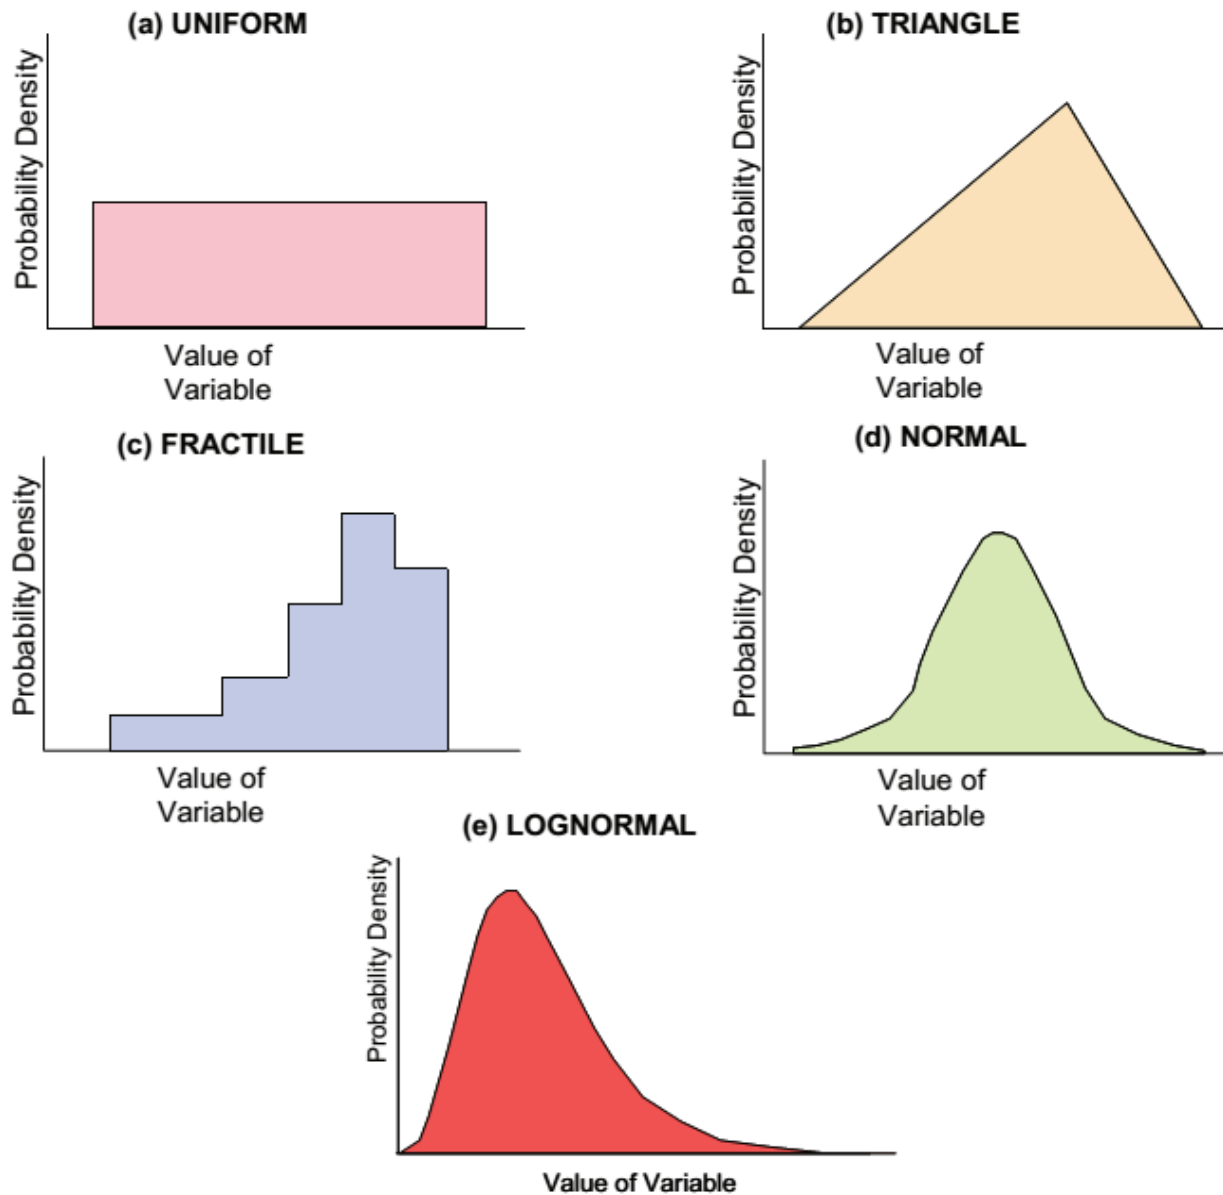 (a) UNIFORM
Probability Density
Value of
Variable
(b) TRIANGLE
Probability Density
Value of
Variable
(c) FRACTILE
Probability Density
Value of
Variable
(d) NORMAL
Probability Density
Value of
Variable
(e) LOGNORMAL
Probability Density
Value of Variable